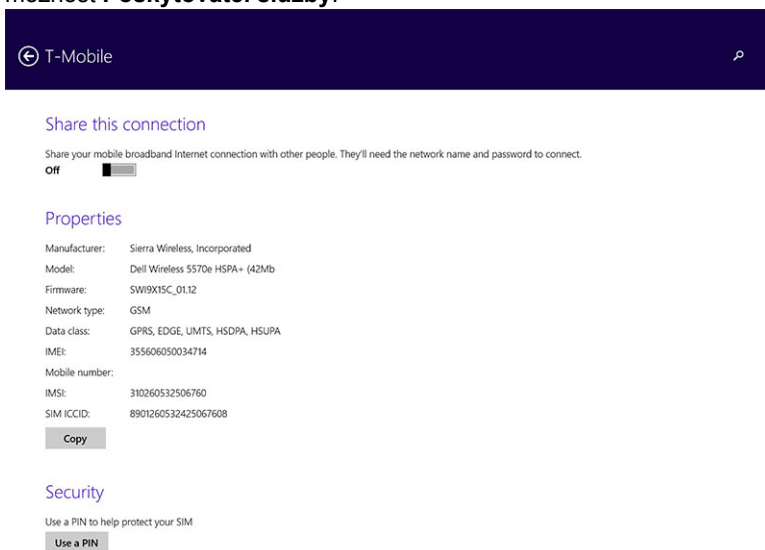 možnost Poskytovatel služby.
T-Mobile
Share this connection
Share your mobile broadband Internet connection with other people. They'll need the network name and password to connect.
Off
Properties
Manufacturer: Sierra Wireless, Incorporated
Model: Dell Wireless 5570e HSPA+ (42Mb
Firmware: SWI9X15C_01.12
Network type: GSM
Data class: GPRS, EDGE, UMTS, HSDPA, HSUPA
IMEI: 355606050034714
Mobile number:
IMSI: 310260532506760
SIM ICCID: 8901260532425067608
Copy
Security
Use a PIN to help protect your SIM
Use a PIN